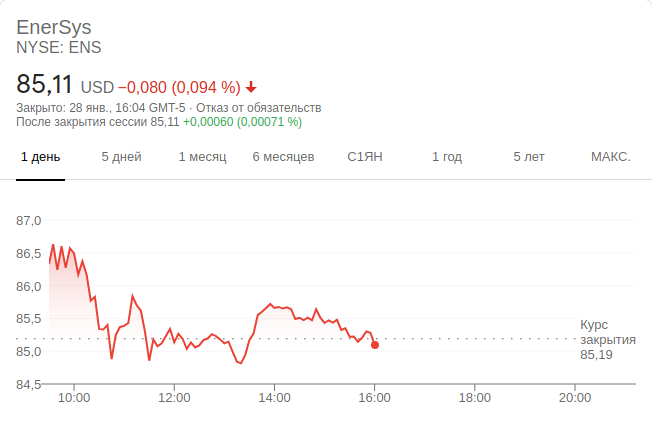 EnerSys
NYSE: ENS
85,11 USD −0,080 (0,094 %)
Закрыто: 28 янв., 16:04 GMT-5 · Отказ от обязательств
После закрытия сессии 85,11 +0,00060 (0,00071 %)
1 день 5 дней 1 месяц 6 месяцев С1ЯН 1 год 5 лет МАКС.
87,0
86,5
86,0
85,5
85,0
84,5
Курс
закрытия
85,19
10:00 12:00 14:00 16:00 18:00 20:00